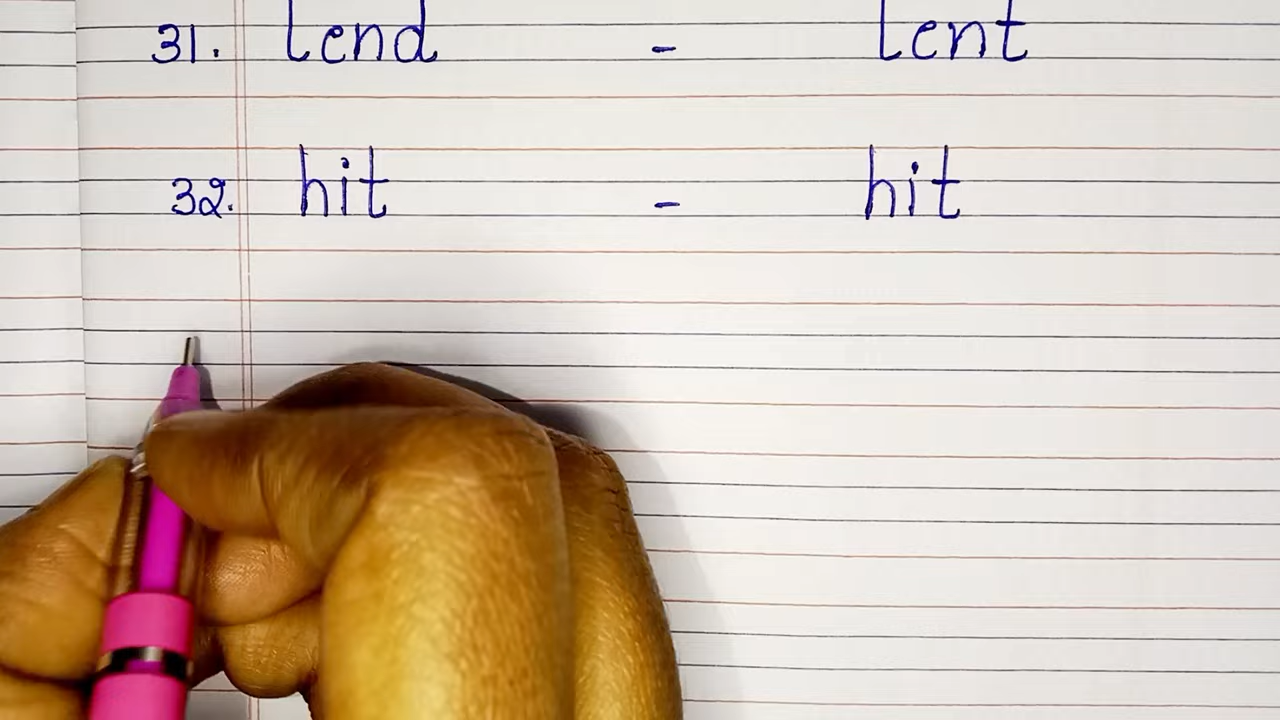 31. lend - lent
32. hit - hit